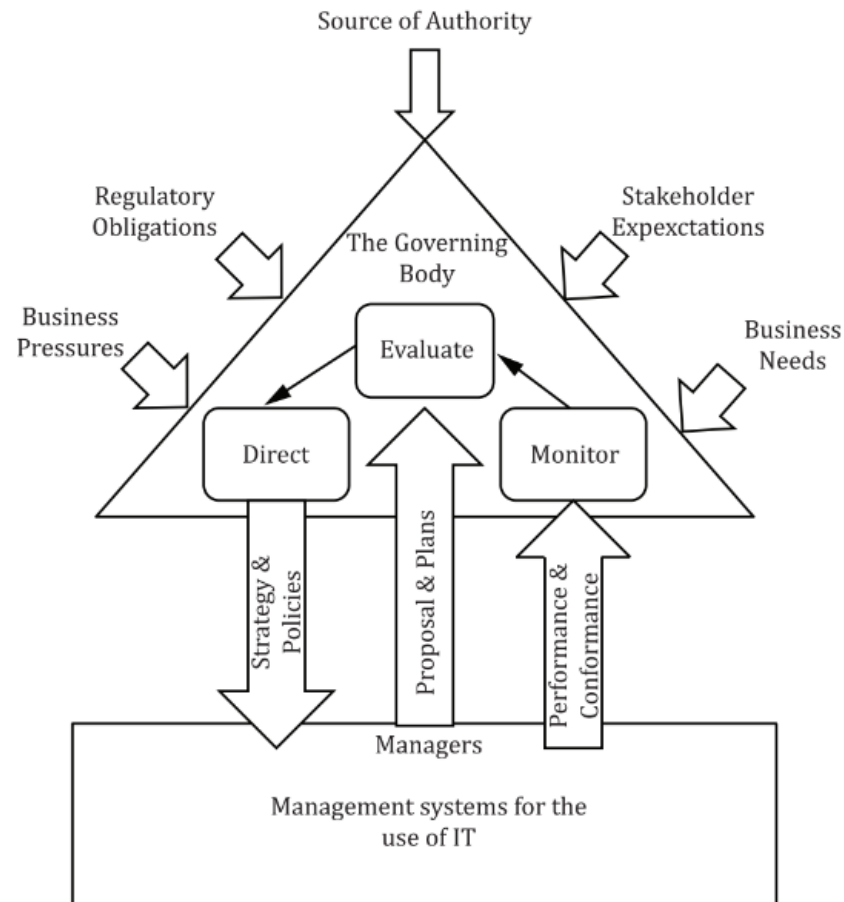 Source of Authority
Regulatory
Obligations
Stakeholder
Expexctations
The Governing
Body
Business
Pressures
Business
Needs
Evaluate
Direct
Monitor
Strategy &
Policies
Proposal & Plans
Performance &
Conformance
Managers
Management systems for the
use of IT